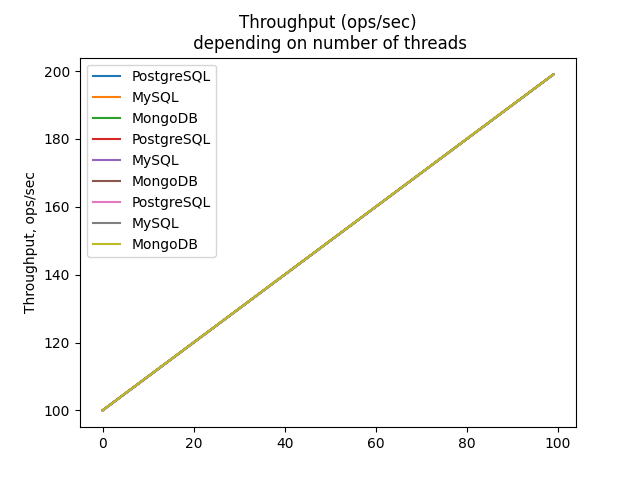 Throughput (ops/sec)
depending on number of threads
200
180
160
140
120
100
Throughput, ops/sec
PostgreSQL
MySQL
MongoDB
PostgreSQL
MySQL
MongoDB
PostgreSQL
MySQL
MongoDB
0 20 40 60 80 100